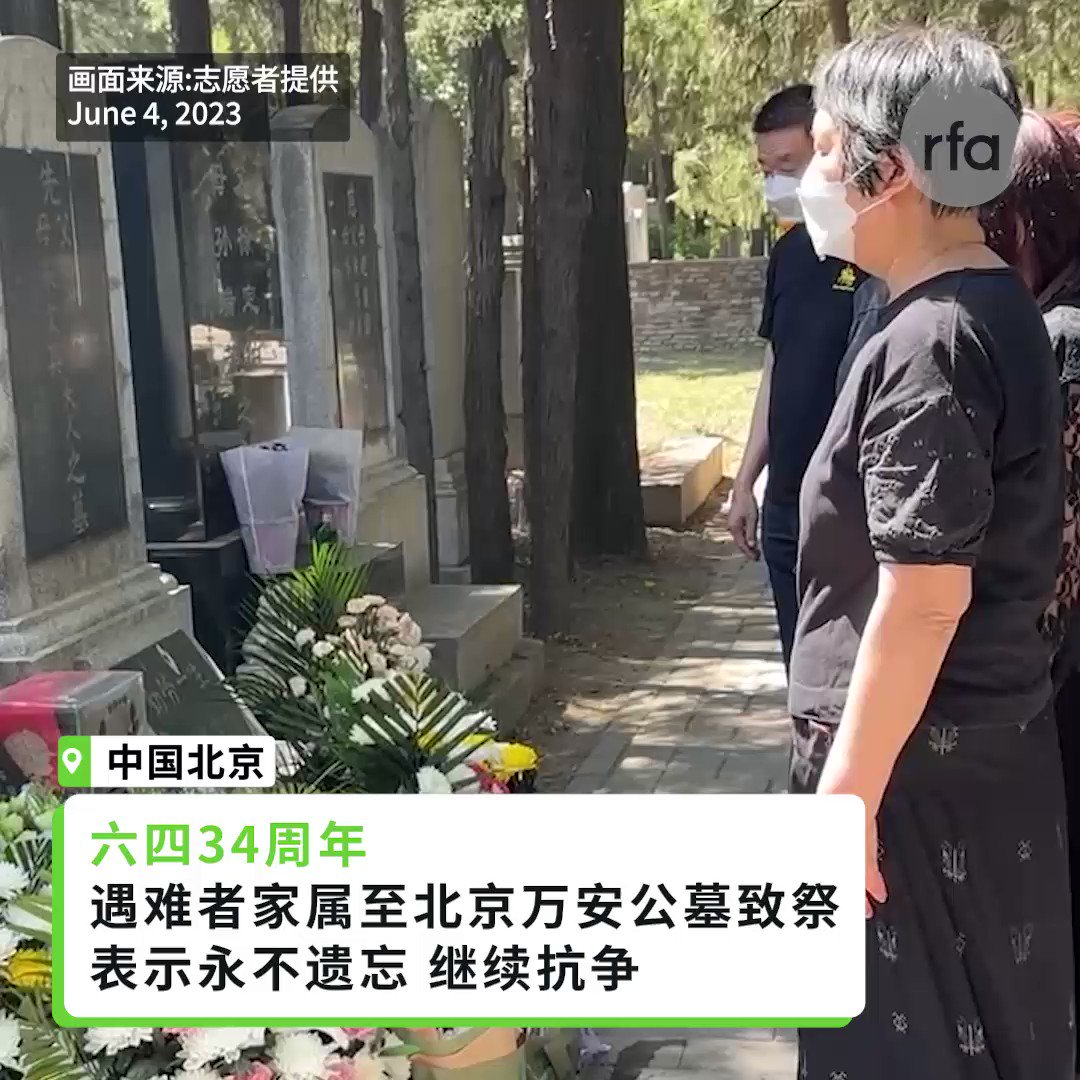 画面来源:志愿者提供
June 4, 2023
rfa
中国北京
六四34周年
遇难者家属至北京万安公墓致祭
表示永不遗忘 继续抗争